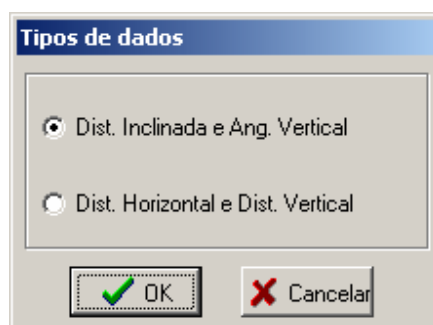 Tipos de dados
Dist. Inclinada e Ang. Vertical
Dist. Horizontal e Dist. Vertical
OK
Cancelar